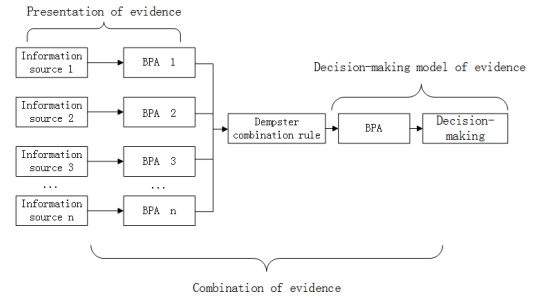 Presentation of evidence
Information
source 1
BPA 1
Decision-making model of evidence
Information
source 2
BPA 2
Dempster
combination rule
BPA
Decision-
making
Information
source 3
BPA 3
...
...
Information
source n
BPA n
Combination of evidence